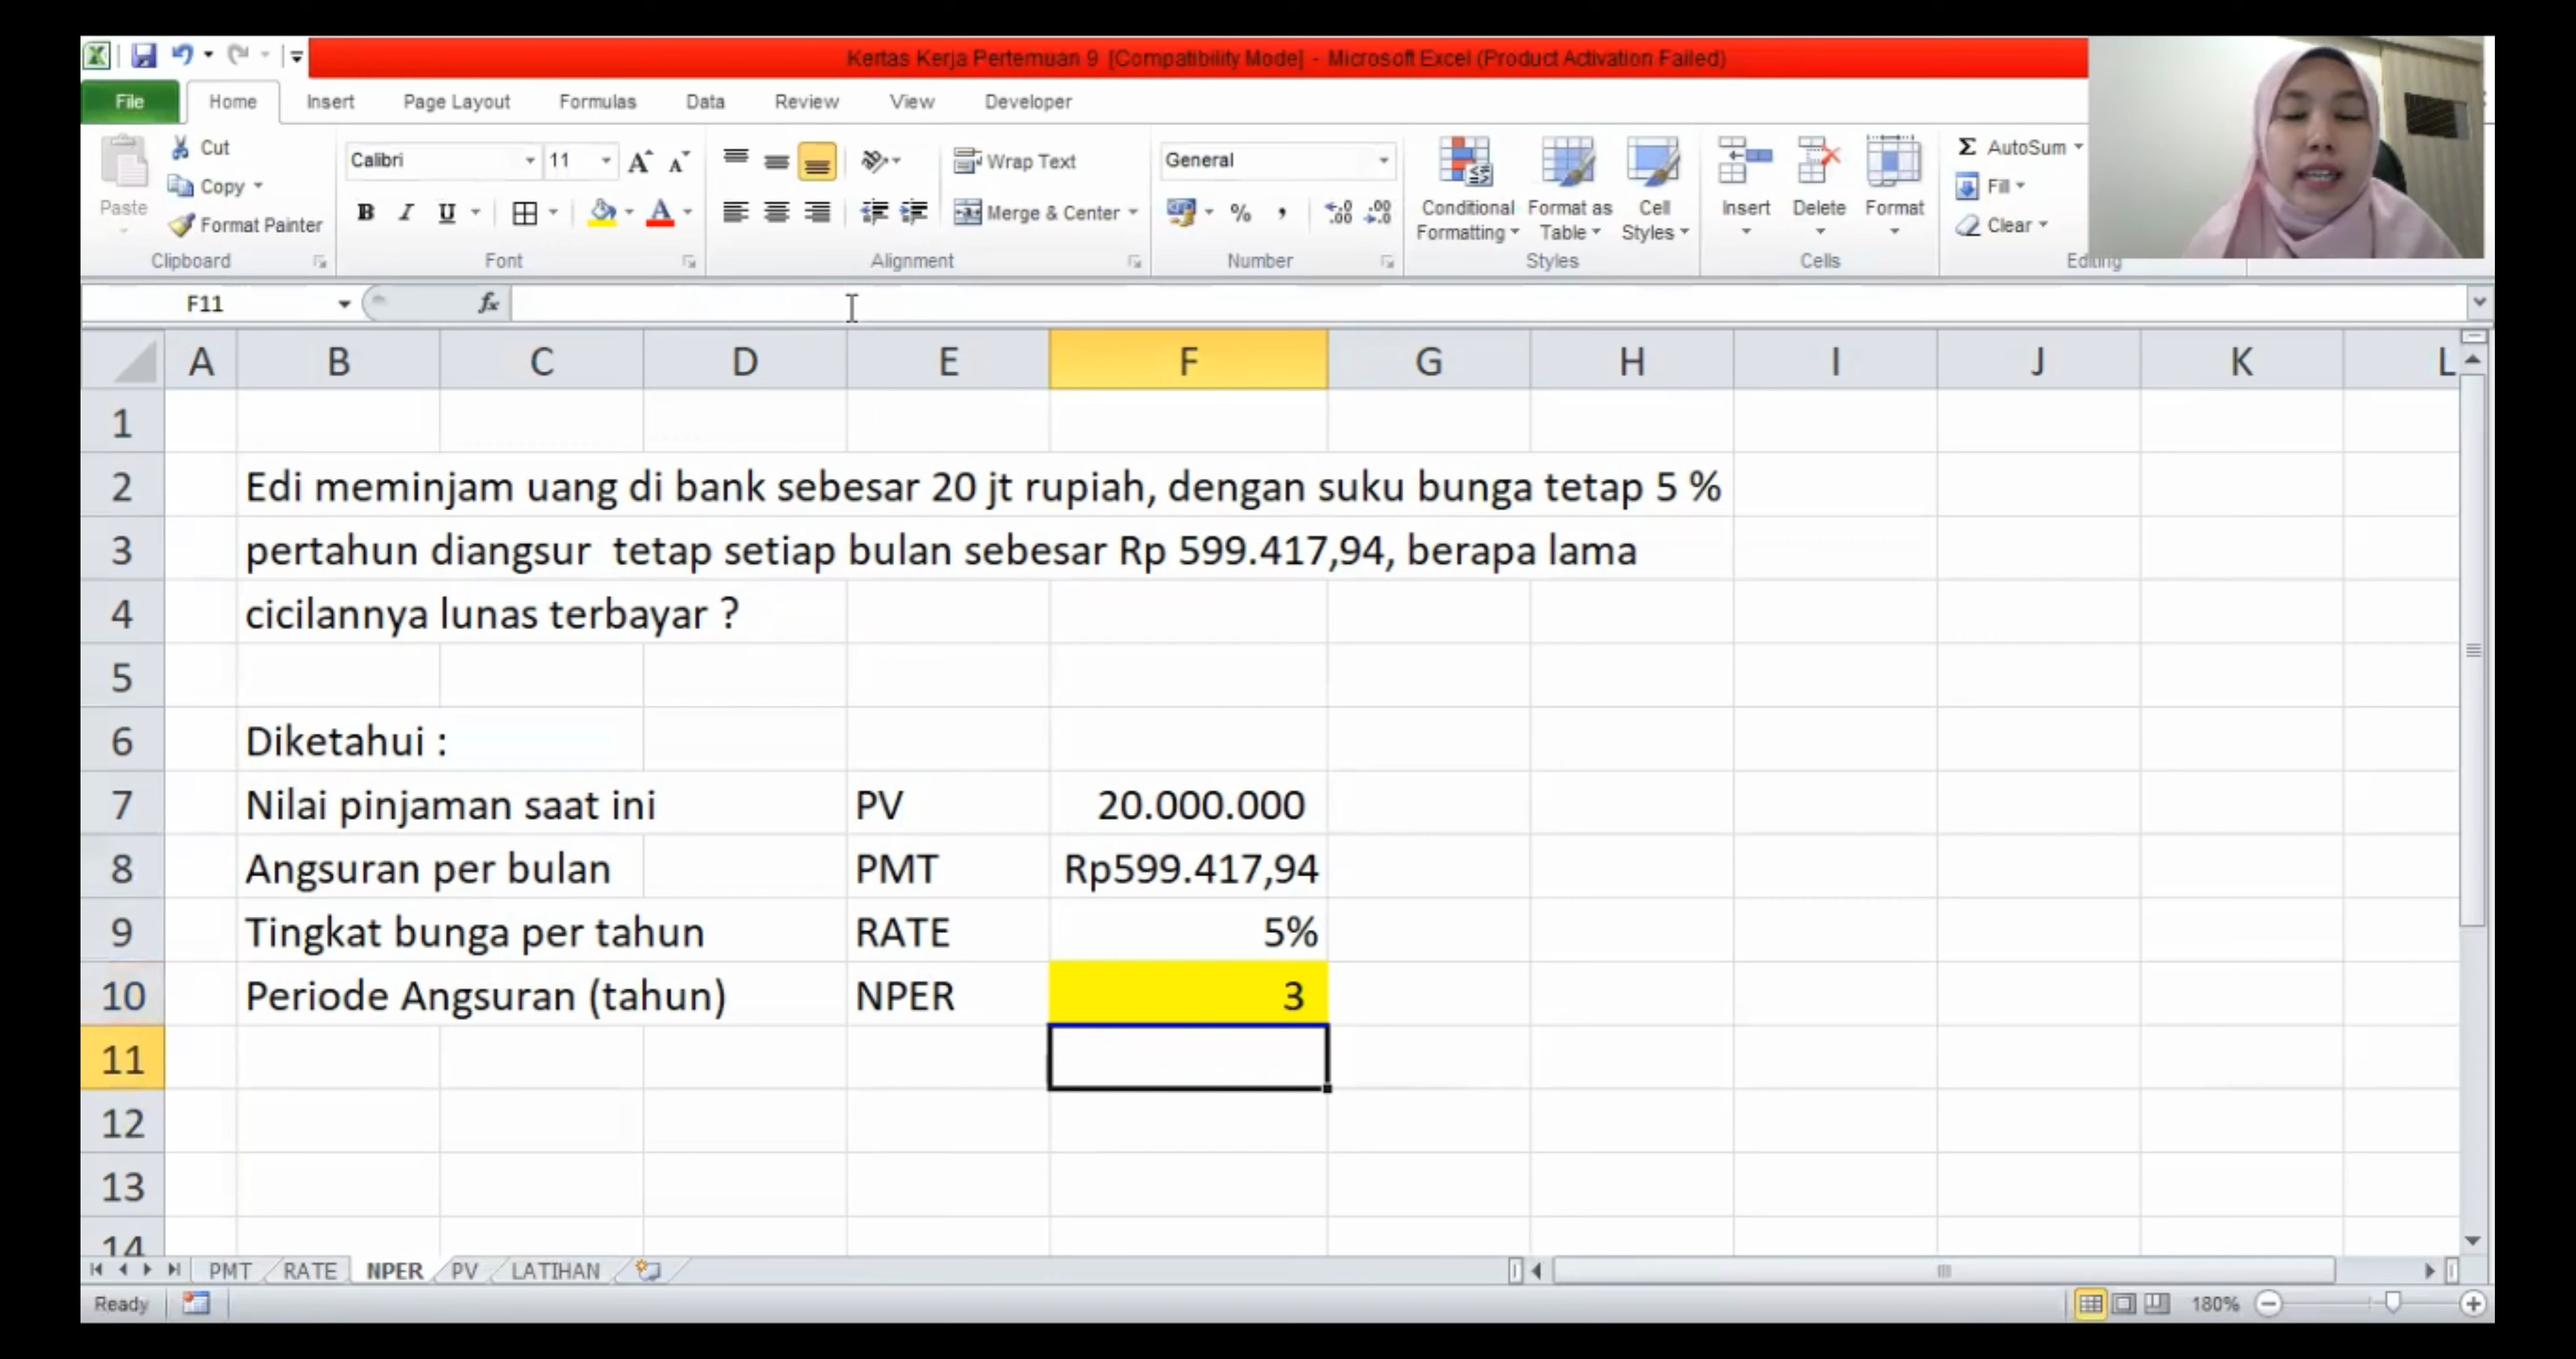 Kertas Kerja Pertemuan 9 [Compatibility Mode] - Microsoft Excel (Product Activation Failed)
File Home Insert Page Layout Formulas Data Review View Developer
Paste
Cut
Copy
Format Painter
Clipboard
Calibri 11
B I U
Font
Wrap Text
Merge & Center
Alignment
General
% ,
Number
Conditional Formatting
Format as Table
Cell Styles
Styles
Insert Delete Format
Cells
Σ AutoSum
Fill
Clear
Editing
F11 fx
A B C D E F G H I J K L
1
2 Edi meminjam uang di bank sebesar 20 jt rupiah, dengan suku bunga tetap 5 %
3 pertahun diangsur tetap setiap bulan sebesar Rp 599.417,94, berapa lama
4 cicilannya lunas terbayar ?
5
6 Diketahui :
7 Nilai pinjaman saat ini PV 20.000.000
8 Angsuran per bulan PMT Rp599.417,94
9 Tingkat bunga per tahun RATE 5%
10 Periode Angsuran (tahun) NPER 3
11
12
13
14
PMT RATE NPER PV LATIHAN
Ready 180%